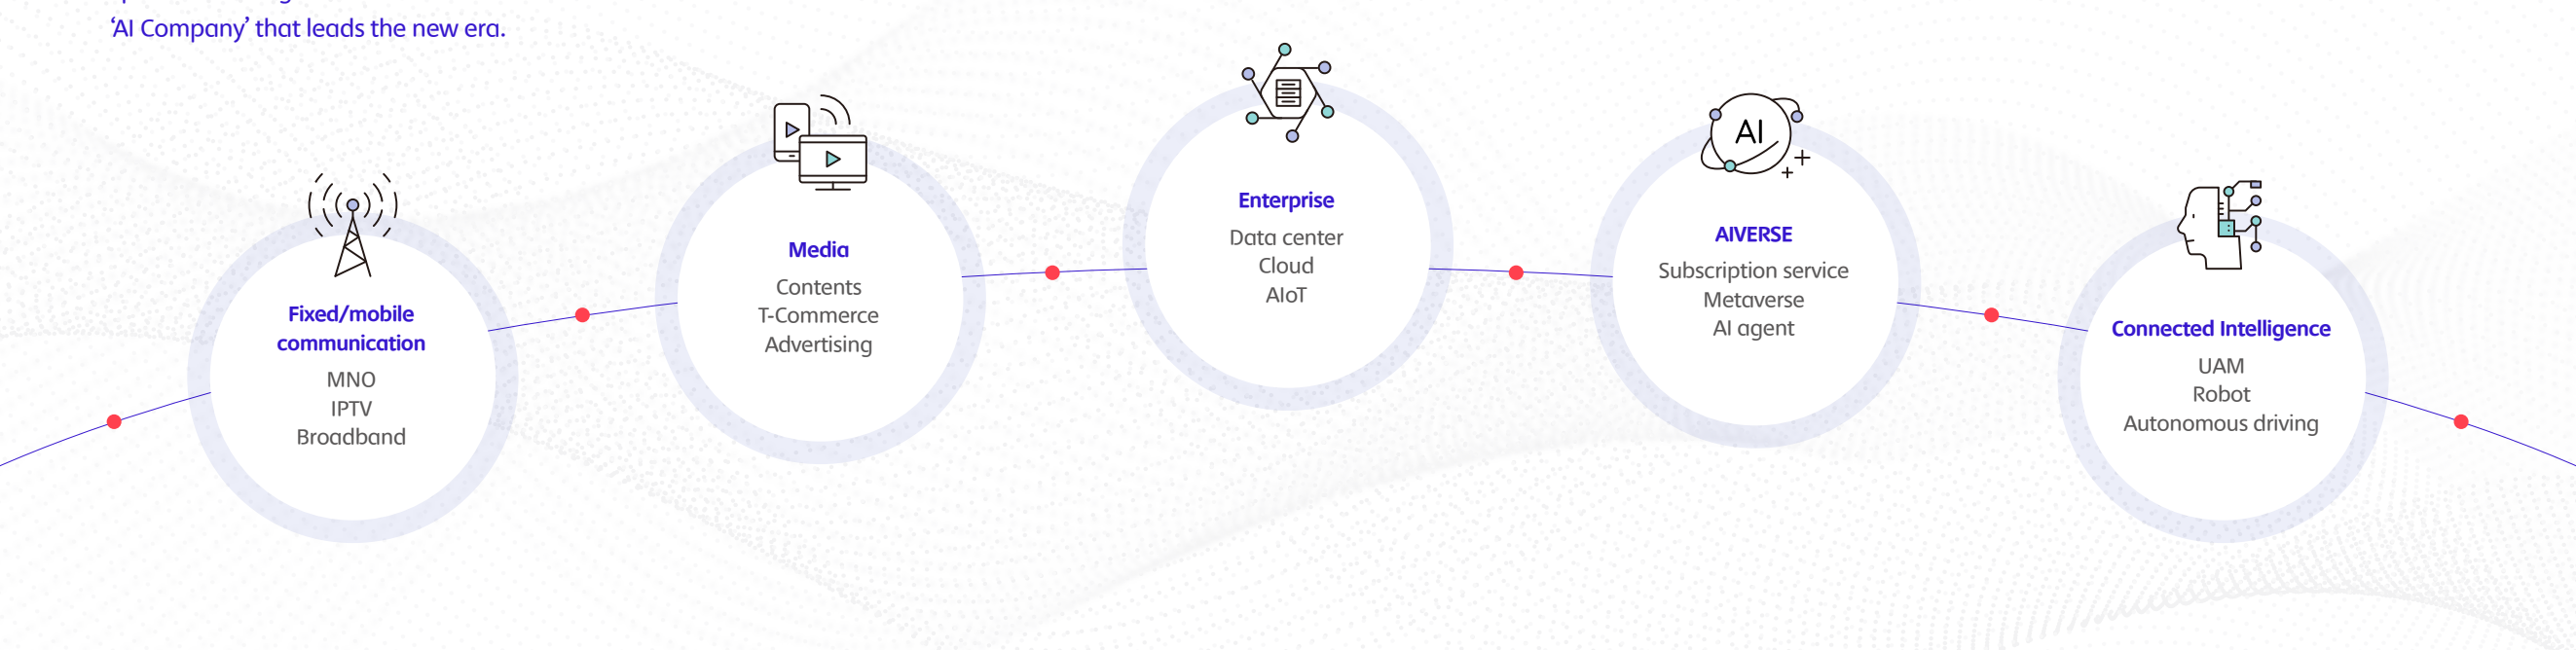 'AI Company' that leads the new era.
Fixed/mobile
communication
MNO
IPTV
Broadband
Media
Contents
T-Commerce
Advertising
Enterprise
Data center
Cloud
AIoT
AI
AIVERSE
Subscription service
Metaverse
AI agent
Connected Intelligence
UAM
Robot
Autonomous driving